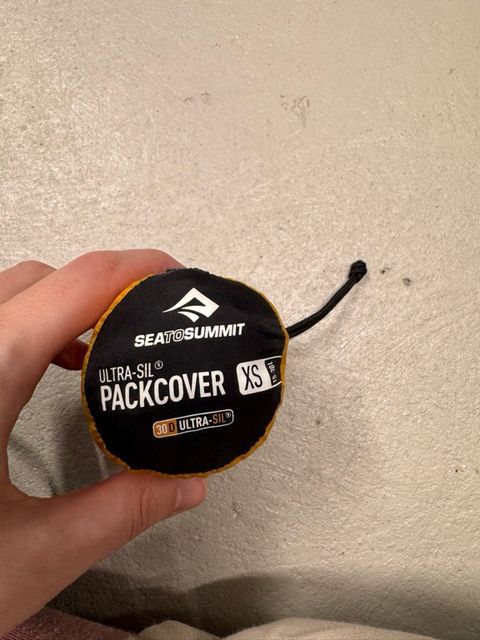 SEATOSUMMIT
ULTRA-SIL®
PACKCOVER
XS
30D ULTRA-SIL®